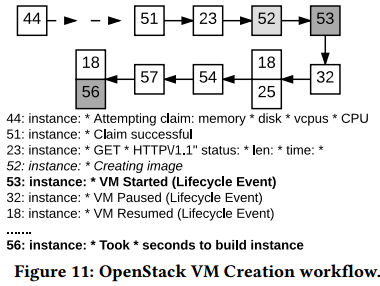 44 51 23 52 53
18 56 57 54 18 25 32
44: instance: * Attempting claim: memory * disk * vcpus * CPU
51: instance: * Claim successful
23: instance: * "GET * HTTP\/1.1" status: * len: * time: *
52: instance: * Creating image
53: instance: * VM Started (Lifecycle Event)
32: instance: * VM Paused (Lifecycle Event)
18: instance: * VM Resumed (Lifecycle Event)
.......
56: instance: * Took * seconds to build instance
Figure 11: OpenStack VM Creation workflow.